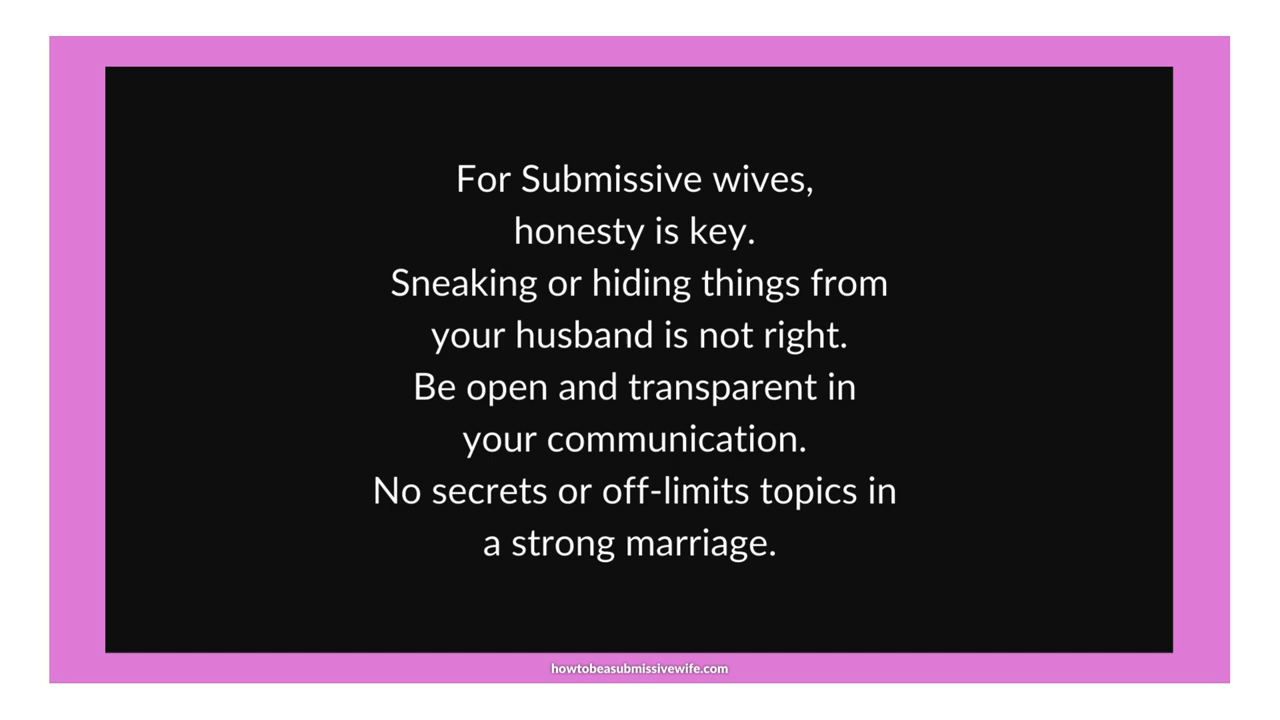 For Submissive wives,
honesty is key.
Sneaking or hiding things from
your husband is not right.
Be open and transparent in
your communication.
No secrets or off-limits topics in
a strong marriage.
howtobeasubmissivewife.com